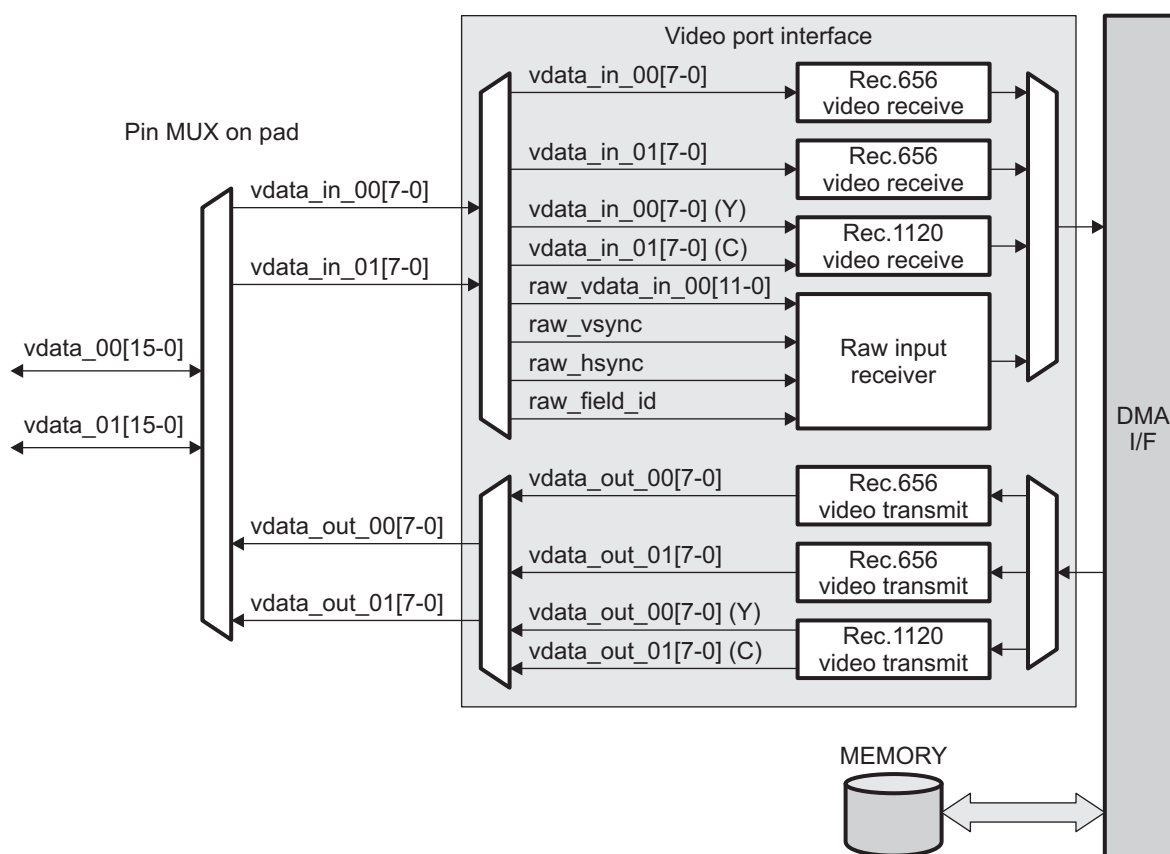 Video port interface
vdata_in_00[7-0]
Rec.656
video receive
Pin MUX on pad
vdata_in_01[7-0]
Rec.656
video receive
vdata_in_00[7-0]
vdata_in_00[7-0] (Y)
Rec.1120
video receive
vdata_in_01[7-0] (C)
vdata_in_01[7-0]
raw_vdata_in_00[11-0]
raw_vsync
Raw input
receiver
raw_hsync
raw_field_id
vdata_00[15-0]
vdata_01[15-0]
DMA
I/F
vdata_out_00[7-0]
Rec.656
video transmit
vdata_out_00[7-0]
vdata_out_01[7-0]
Rec.656
video transmit
vdata_out_01[7-0]
vdata_out_00[7-0] (Y)
Rec.1120
video transmit
vdata_out_01[7-0] (C)
MEMORY